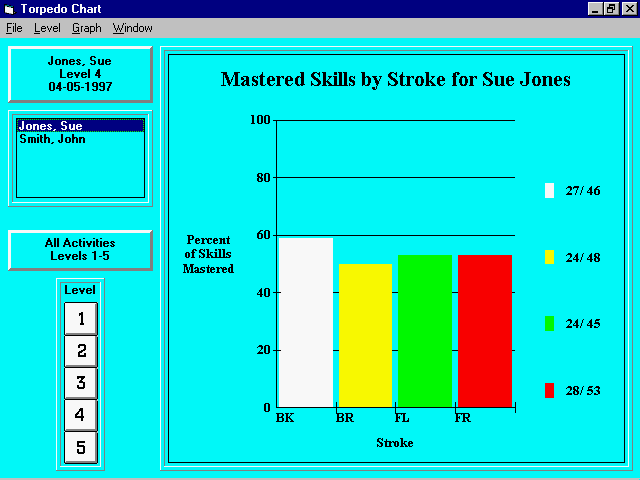 Torpedo Chart
File Level Graph Window
Jones, Sue
Level 4
04-05-1997
Jones, Sue
Smith, John
All Activities
Levels 1-5
Level
1
2
3
4
5
Mastered Skills by Stroke for Sue Jones
Percent
of Skills
Mastered
100
80
60
40
20
0
BK BR FL FR
Stroke
27/ 46
24/ 48
24/ 45
28/ 53